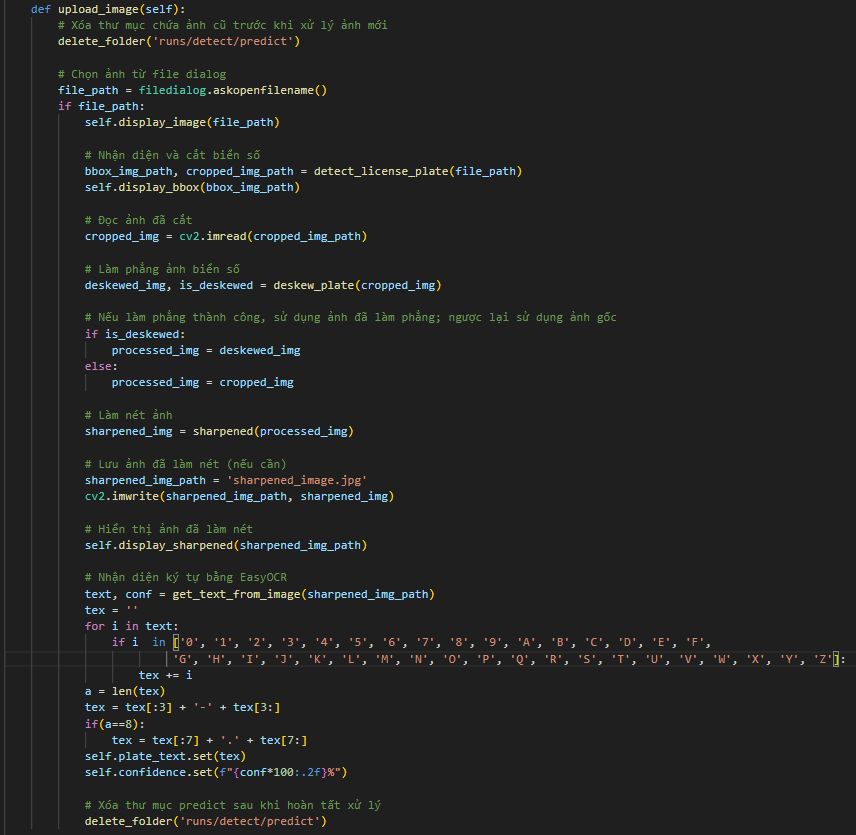 def upload_image(self):
# Xóa thư mục chứa ảnh cũ trước khi xử lý ảnh mới
delete_folder('runs/detect/predict')
# Chọn ảnh từ file dialog
file_path = filedialog.askopenfilename()
if file_path:
self.display_image(file_path)
# Nhận diện và cắt biển số
bbox_img_path, cropped_img_path = detect_license_plate(file_path)
self.display_bbox(bbox_img_path)
# Đọc ảnh đã cắt
cropped_img = cv2.imread(cropped_img_path)
# Làm phẳng ảnh biển số
deskewed_img, is_deskewed = deskew_plate(cropped_img)
# Nếu làm phẳng thành công, sử dụng ảnh đã làm phẳng; ngược lại sử dụng ảnh gốc
if is_deskewed:
processed_img = deskewed_img
else:
processed_img = cropped_img
# Làm nét ảnh
sharpened_img = sharpened(processed_img)
# Lưu ảnh đã làm nét (nếu cần)
sharpened_img_path = 'sharpened_image.jpg'
cv2.imwrite(sharpened_img_path, sharpened_img)
# Hiển thị ảnh đã làm nét
self.display_sharpened(sharpened_img_path)
# Nhận diện ký tự bằng EasyOCR
text, conf = get_text_from_image(sharpened_img_path)
tex = ''
for i in text:
if i  in ['0', '1', '2', '3', '4', '5', '6', '7', '8', '9', 'A', 'B', 'C', 'D', 'E', 'F',
'G', 'H', 'I', 'J', 'K', 'L', 'M', 'N', 'O', 'P', 'Q', 'R', 'S', 'T', 'U', 'V', 'W', 'X', 'Y', 'Z']:
tex += i
a = len(tex)
tex = tex[:3] + '-' + tex[3:]
if(a==8):
tex = tex[:7] + '.' + tex[7:]
self.plate_text.set(tex)
self.confidence.set(f"{conf*100:.2f}%")
# Xóa thư mục predict sau khi hoàn tất xử lý
delete_folder('runs/detect/predict')